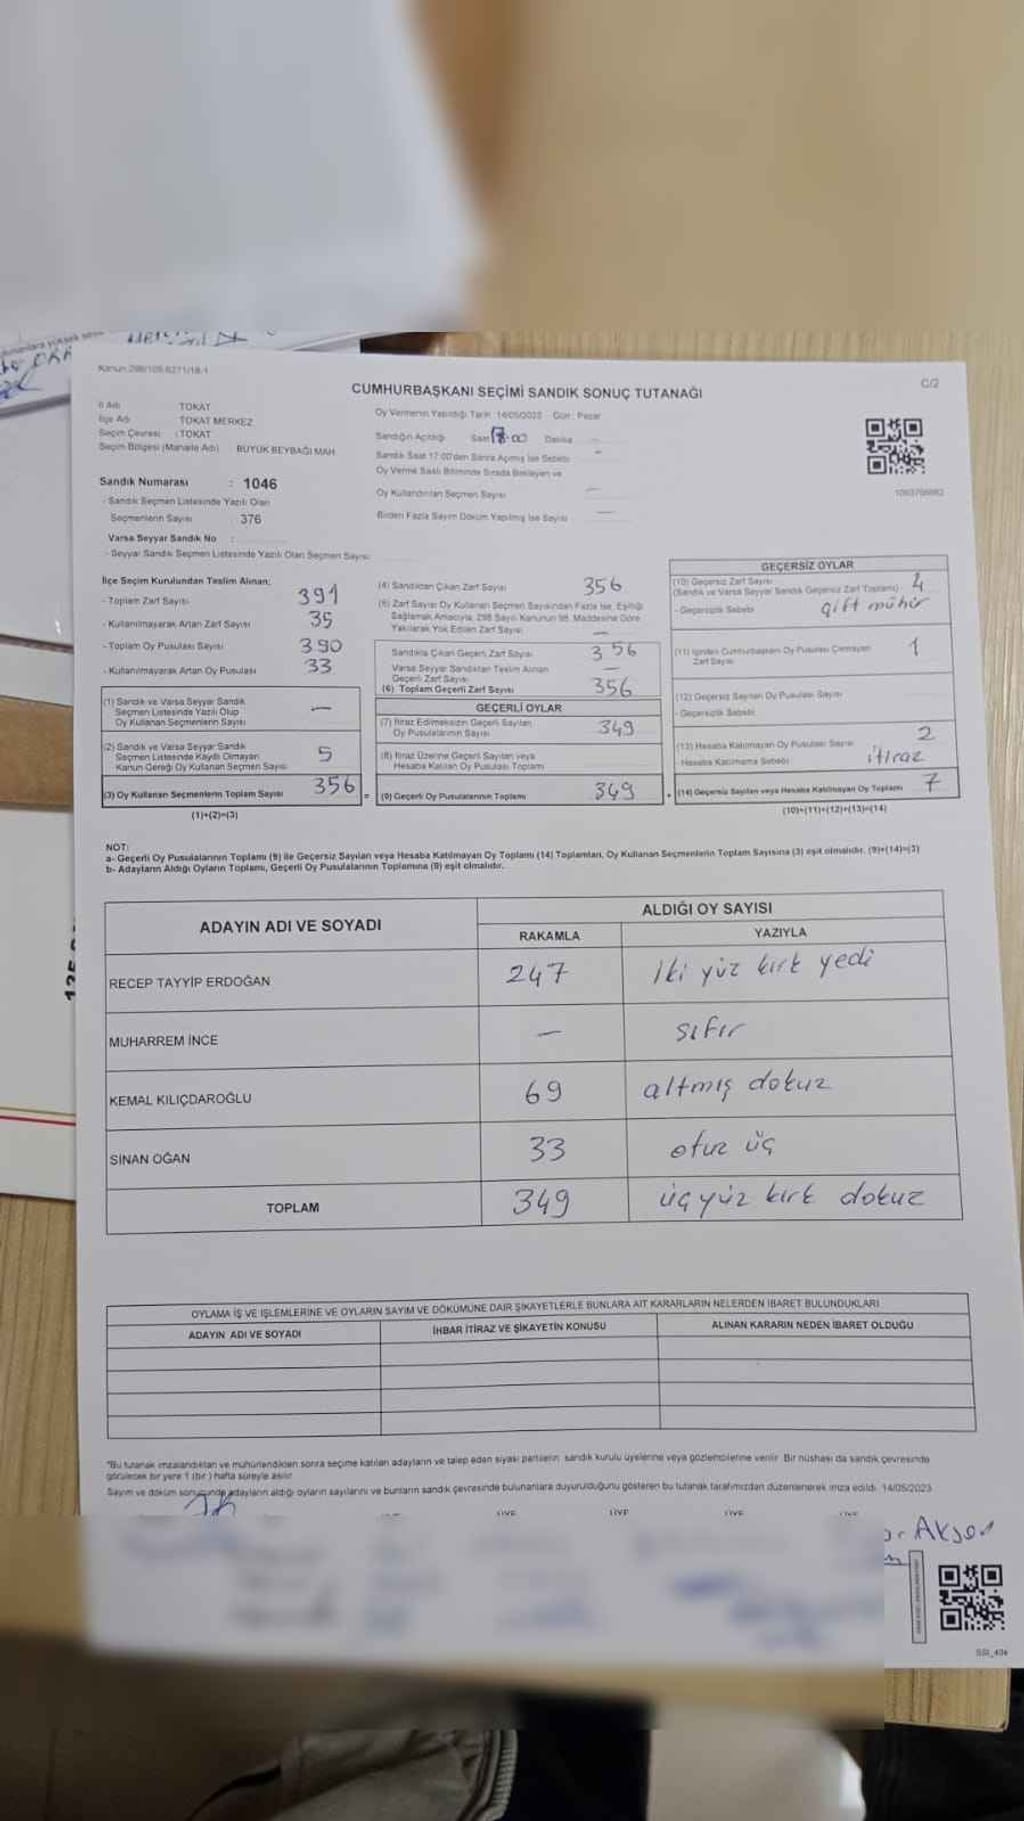 Kanun 298/105-6271/18-1
C/2
CUMHURBAŞKANI SEÇİMİ SANDIK SONUÇ TUTANAĞI
İl Adı TOKAT
İlçe Adı TOKAT MERKEZ
Seçim Çevresi : TOKAT
Seçim Bölgesi (Mahalle Adı) BÜYÜK BEYBAĞI MAH.
Oy Vermenin Yapıldığı Tarih: 14/05/2023 Gün: Pazar
Sandığın Açıldığı Saat Dakika
Sandık Saat 17:00'den Sonra Açılmış İse Sebebi -
Oy Verme Saati Bitiminde Sırada Bekleyen ve
Oy Kullandırılan Seçmen Sayısı —
Birden Fazla Sayım Döküm Yapılmış İse Sayısı —
Sandık Numarası : 1046
- Sandık Seçmen Listesinde Yazılı Olan
Seçmenlerin Sayısı 376
Varsa Seyyar Sandık No :
- Seyyar Sandık Seçmen Listesinde Yazılı Olan Seçmen Sayısı
İlçe Seçim Kurulundan Teslim Alınan;
- Toplam Zarf Sayısı 391
- Kullanılmayarak Artan Zarf Sayısı 35
- Toplam Oy Pusulası Sayısı 390
- Kullanılmayarak Artan Oy Pusulası 33
(1) Sandık ve Varsa Seyyar Sandık
Seçmen Listesinde Yazılı Olup
Oy Kullanan Seçmenlerin Sayısı —
(2) Sandık ve Varsa Seyyar Sandık
Seçmen Listesinde Kayıtlı Olmayan
Kanun Gereği Oy Kullanan Seçmen Sayısı 5
(3) Oy Kullanan Seçmenlerin Toplam Sayısı 356
(1)+(2)=(3)
(4) Sandıktan Çıkan Zarf Sayısı 356
(5) Zarf Sayısı Oy Kullanan Seçmen Sayısından Fazla İse, Eşitliği
Sağlamak Amacıyla, 298 Sayılı Kanunun 98. Maddesine Göre
Yakılarak Yok Edilen Zarf Sayısı —
Sandıkta Çıkan Geçerli Zarf Sayısı 356
Varsa Seyyar Sandıktan Teslim Alınan
Geçerli Zarf Sayısı —
(6) Toplam Geçerli Zarf Sayısı 356
GEÇERLİ OYLAR
(7) İtiraz Edilmeksizin Geçerli Sayılan
Oy Pusulalarının Sayısı 349
(8) İtiraz Üzerine Geçerli Sayılan veya
Hesaba Katılan Oy Pusulası Toplamı
(9) Geçerli Oy Pusulalarının Toplamı 349
GEÇERSİZ OYLAR
(10) Geçersiz Zarf Sayısı
(Sandık ve Varsa Seyyar Sandık Geçersiz Zarf Toplamı) 4
- Geçersizlik Sebebi çift mühür
(11) İçinden Cumhurbaşkanı Oy Pusulası Çıkmayan
Zarf Sayısı 1
(12) Geçersiz Sayılan Oy Pusulası Sayısı
- Geçersizlik Sebebi
(13) Hesaba Katılmayan Oy Pusulası Sayısı 2
- Hesaba Katılmama Sebebi itiraz
(14) Geçersiz Sayılan veya Hesaba Katılmayan Oy Toplamı 7
(10)+(11)+(12)+(13)=(14)
NOT:
a- Geçerli Oy Pusulalarının Toplamı (9) ile Geçersiz Sayılan veya Hesaba Katılmayan Oy Toplamı (14) Toplamları, Oy Kullanan Seçmenlerin Toplam Sayısına (3) eşit olmalıdır. (9)+(14)=(3)
b- Adayların Aldığı Oyların Toplamı, Geçerli Oy Pusulalarının Toplamına (9) eşit olmalıdır.
ADAYIN ADI VE SOYADI
ALDIĞI OY SAYISI
RAKAMLA YAZIYLA
RECEP TAYYİP ERDOĞAN 247 iki yüz kırk yedi
MUHARREM İNCE — sıfır
KEMAL KILIÇDAROĞLU 69 altmış dokuz
SİNAN OĞAN 33 otuz üç
TOPLAM 349 üçyüz kırk dokuz
OYLAMA İŞ VE İŞLEMLERİNE VE OYLARIN SAYIM VE DÖKÜMÜNE DAİR ŞİKAYETLERLE BUNLARA AİT KARARLARIN NELERDEN İBARET BULUNDUKLARI
ADAYIN ADI VE SOYADI
İHBAR İTİRAZ VE ŞİKAYETİN KONUSU
ALINAN KARARIN NEDEN İBARET OLDUĞU
*Bu tutanak imzalandıktan ve mühürlendikten sonra seçime katılan adayların ve talep eden siyasi partilerin sandık kurulu üyelerine veya gözlemcilerine verilir. Bir nüshası da sandık çevresinde
görülecek bir yere 1 (bir) hafta süreyle asılır.
Sayım ve döküm sonucunda adayların aldığı oyların sayılarını ve bunların sandık çevresinde bulunanlara duyurulduğunu gösteren bu tutanak tarafımızdan düzenlenerek imza edildi. 14/05/2023